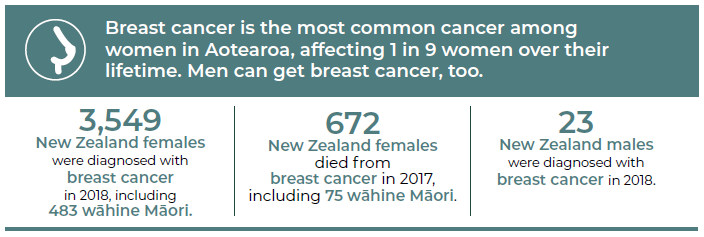 Breast cancer is the most common cancer among
women in Aotearoa, affecting 1 in 9 women over their
lifetime. Men can get breast cancer, too.
3,549
New Zealand females
were diagnosed with
breast cancer
in 2018, including
483 wāhine Māori.
672
New Zealand females
died from
breast cancer in 2017,
including 75 wāhine Māori.
23
New Zealand males
were diagnosed with
breast cancer in 2018.